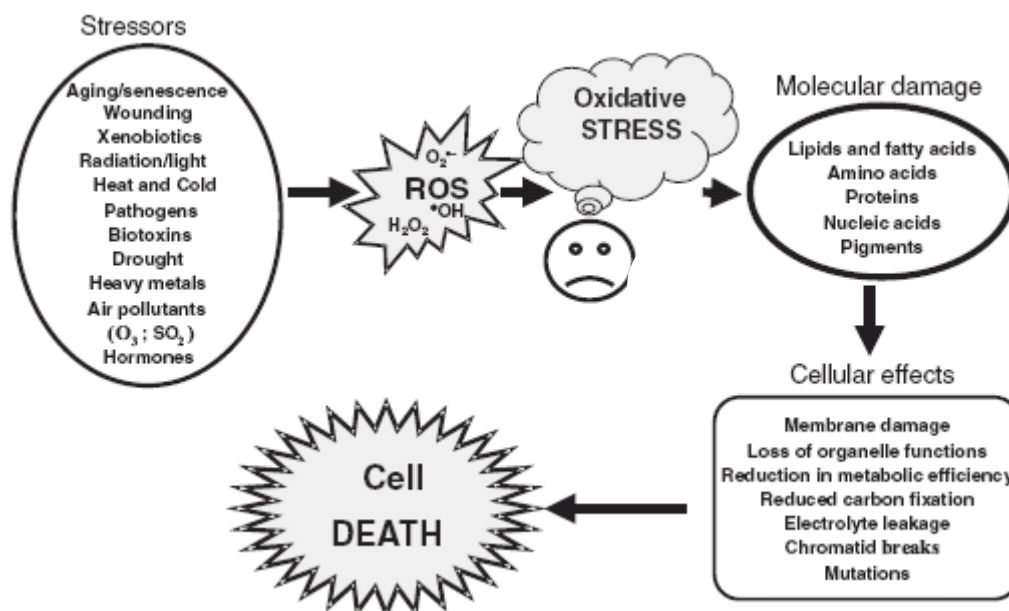 Stressors
Aging/senescence
Wounding
Xenobiotics
Radiation/light
Heat and Cold
Pathogens
Biotoxins
Drought
Heavy metals
Air pollutants
(O₃ ; SO₂)
Hormones
O₂•−
ROS
•OH
H₂O₂
Oxidative
STRESS
Molecular damage
Lipids and fatty acids
Amino acids
Proteins
Nucleic acids
Pigments
Cellular effects
Membrane damage
Loss of organelle functions
Reduction in metabolic efficiency
Reduced carbon fixation
Electrolyte leakage
Chromatid breaks
Mutations
Cell
DEATH